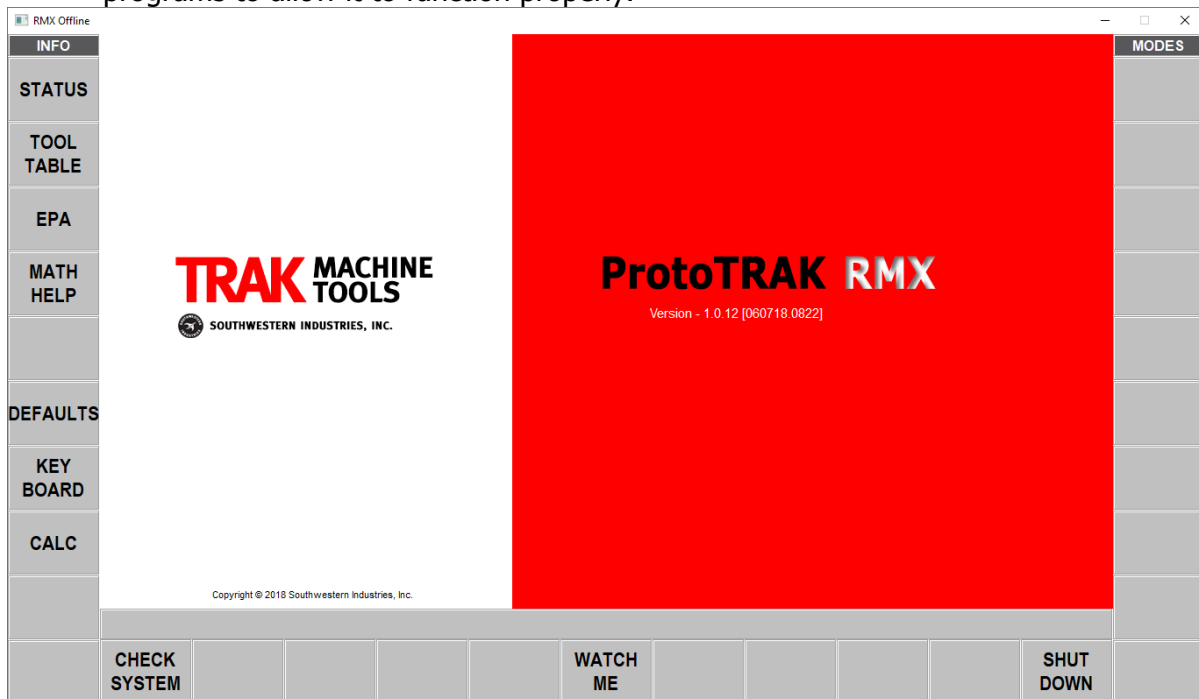 programs to allow it to function properly.
RMX Offline
INFO
MODES
STATUS
TOOL
TABLE
EPA
MATH
HELP
DEFAULTS
KEY
BOARD
CALC
TRAK MACHINE
TOOLS
SOUTHWESTERN INDUSTRIES, INC.
ProtoTRAK RMX
Version - 1.0.12 [060718.0822]
Copyright © 2018 Southwestern Industries, Inc.
CHECK
SYSTEM
WATCH
ME
SHUT
DOWN